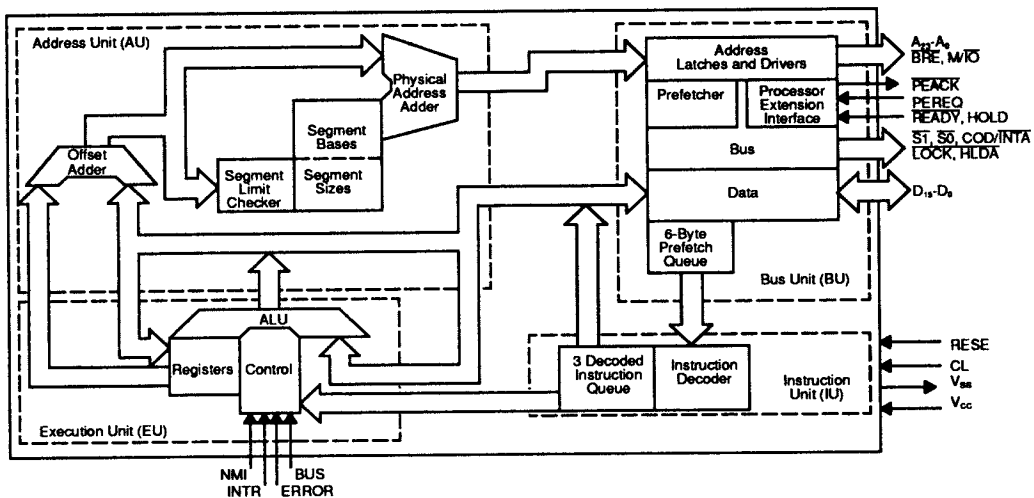 Address Unit (AU)
Physical
Address
Adder
Segment
Bases
Offset
Adder
Segment
Limit
Checker
Segment
Sizes
Address
Latches and Drivers
Prefetcher
Processor
Extension
Interface
Bus
Data
6-Byte
Prefetch
Queue
Bus Unit (BU)
A23-A0
BRE, M/IO
PEACK
PEREQ
READY, HOLD
S1, S0, COD/INTA
LOCK, HLDA
D15-D0
ALU
Registers
Control
Execution Unit (EU)
3 Decoded
Instruction
Queue
Instruction
Decoder
Instruction
Unit (IU)
RESE
CL
Vss
Vcc
NMI
BUS
INTR
ERROR